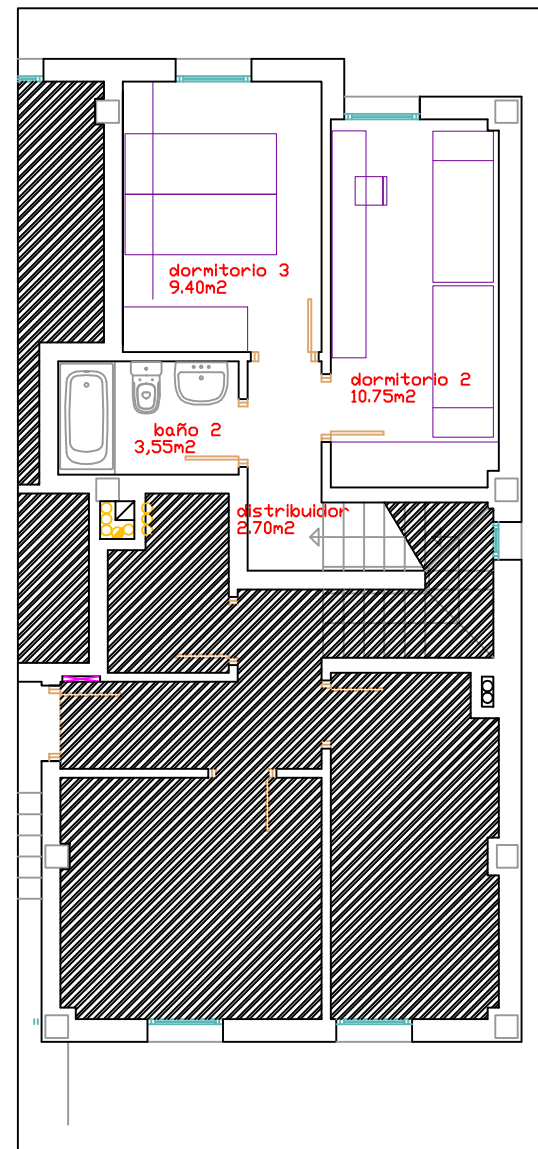 dormitorio 3
9.40m2
dormitorio 2
10.75m2
baño 2
3,55m2
distribuidor
2.70m2